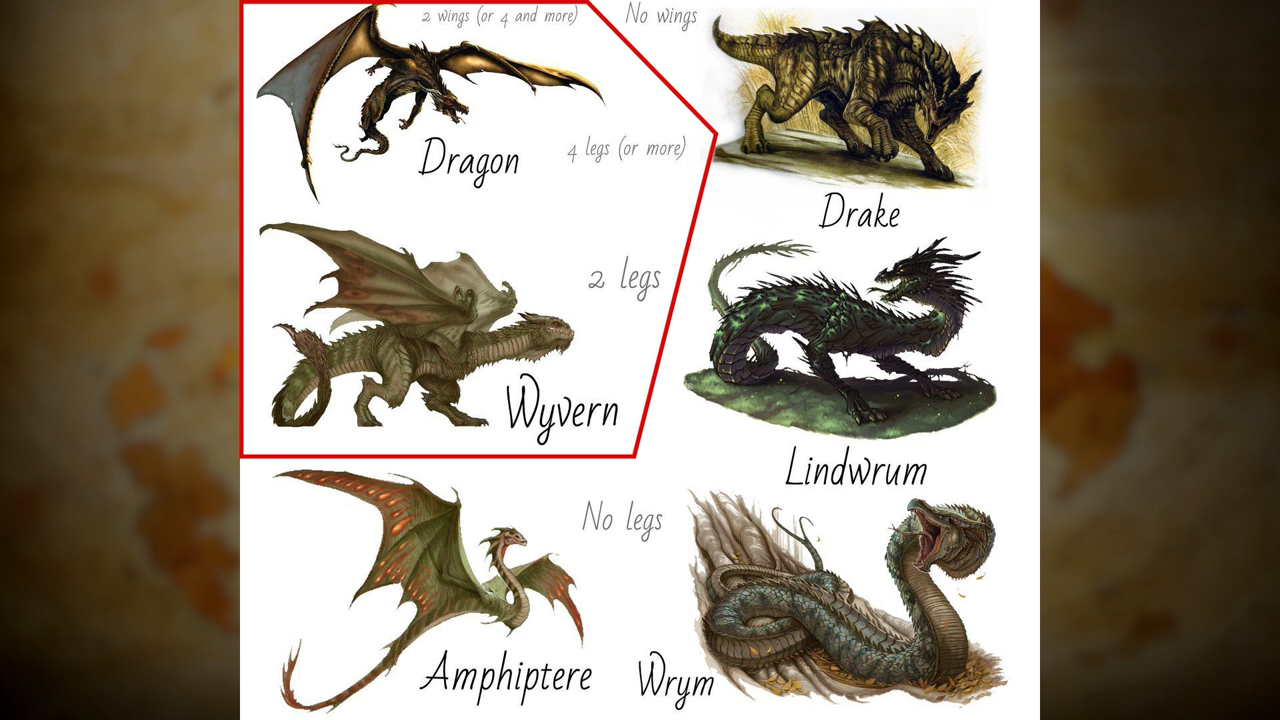 2 wings (or 4 and more)
No wings
Dragon
4 legs (or more)
Drake
2 legs
Wyvern
Lindwrum
No legs
Amphiptere
Wrym